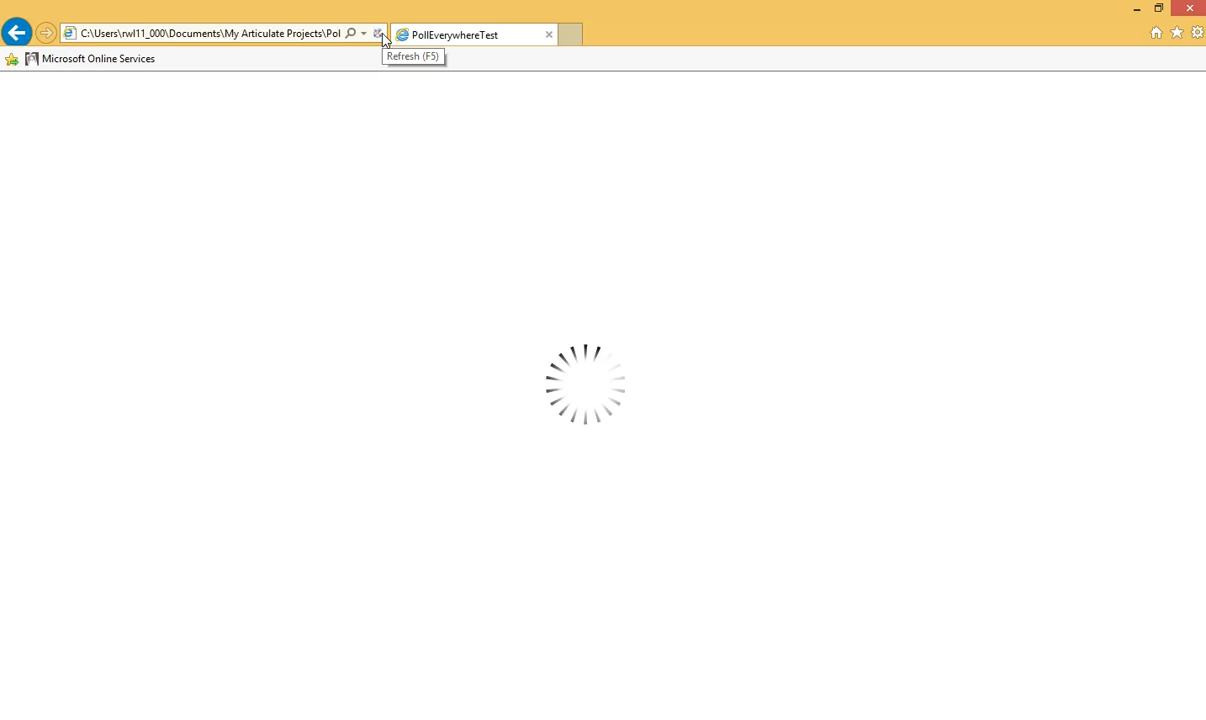 C:\Users\rwl11_000\Documents\My Articulate Projects\Pol
PollEverywhereTest
Refresh (F5)
Microsoft Online Services